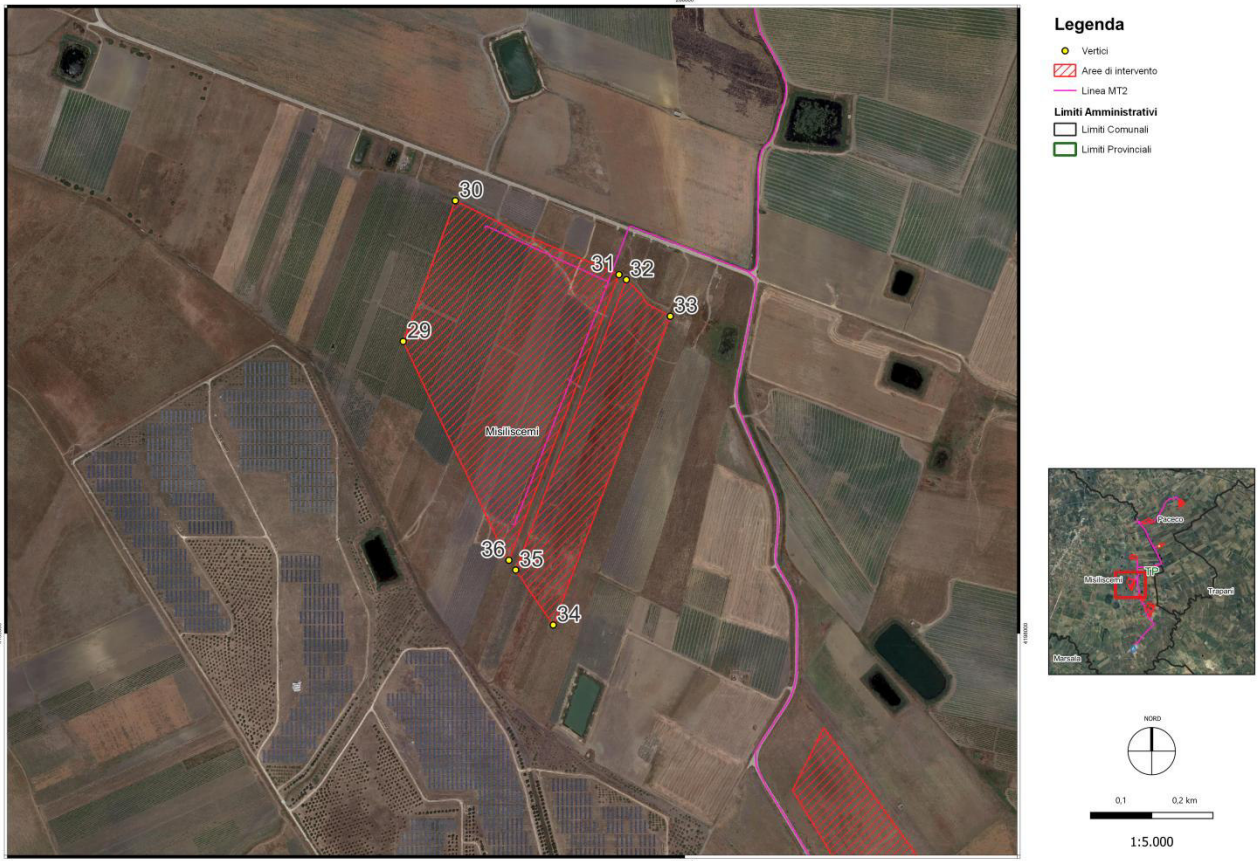 30
31
32
33
29
Misiliscemi
36
35
34
Legenda
Vertici
Aree di intervento
Linea MT2
Limiti Amministrativi
Limiti Comunali
Limiti Provinciali
Paceco
Misiliscemi
TP
Trapani
Marsala
NORD
0,1
0,2 km
1:5.000